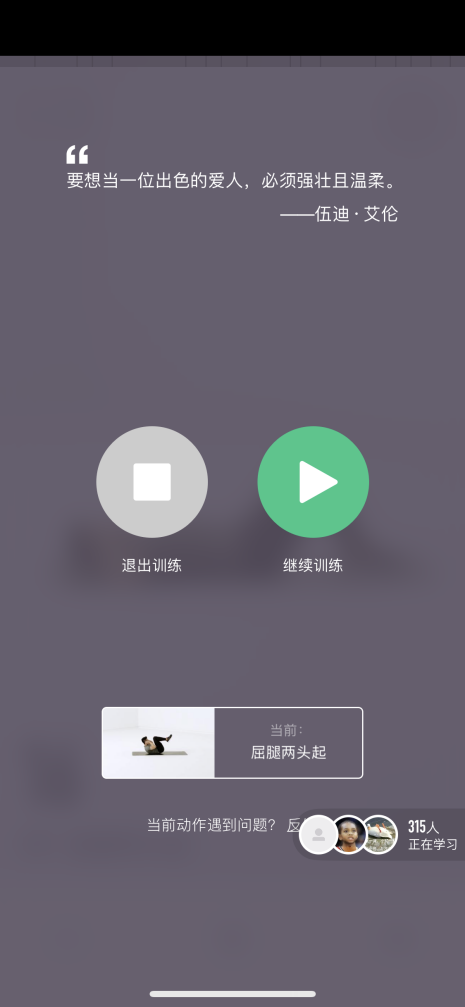 “
要想当一位出色的爱人，必须强壮且温柔。
——伍迪·艾伦
退出训练
继续训练
当前：
屈腿两头起
当前动作遇到问题？反
315人
正在学习